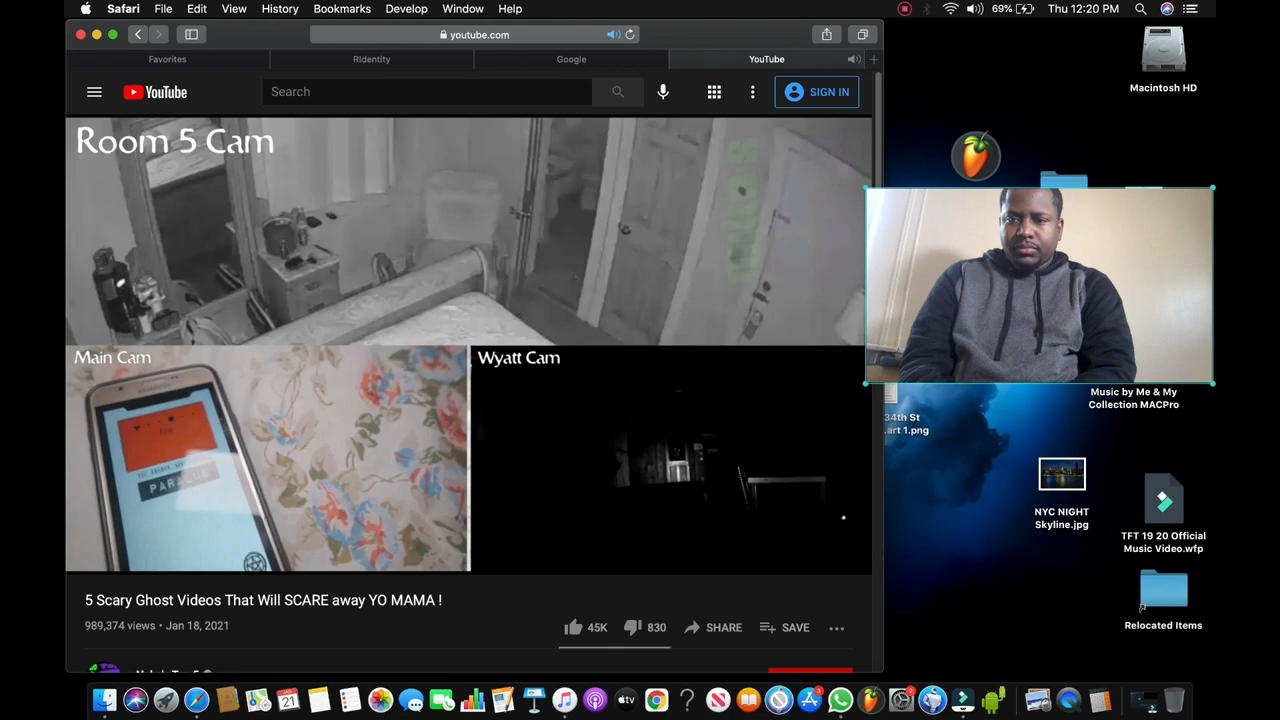 Safari File Edit View History Bookmarks Develop Window Help 69% Thu 12:20 PM
youtube.com
Favorites RIdentity Google YouTube
YouTube Search SIGN IN
Macintosh HD
Room 5 Cam
Main Cam
PARALUX
Wyatt Cam
Music by Me & My
Collection MACPro
34th St
.art 1.png
NYC NIGHT
Skyline.jpg
TFT 19 20 Official
Music Video.wfp
Relocated Items
5 Scary Ghost Videos That Will SCARE away YO MAMA !
989,374 views • Jan 18, 2021
45K 830 SHARE SAVE